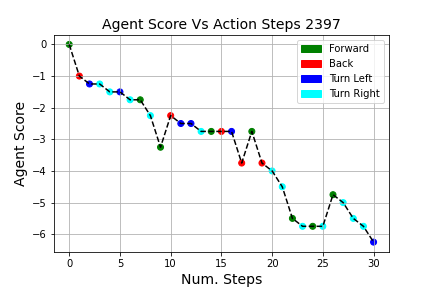 Agent Score Vs Action Steps 2397
Forward
Back
Turn Left
Turn Right
Agent Score
0
−1
−2
−3
−4
−5
−6
0 5 10 15 20 25 30
Num. Steps